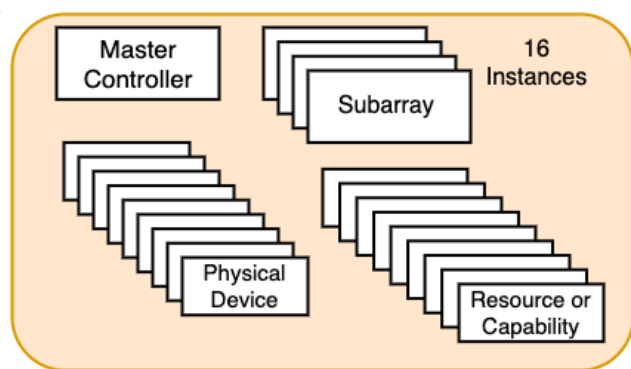 Master
Controller
Subarray
16
Instances
Physical
Device
Resource or
Capability